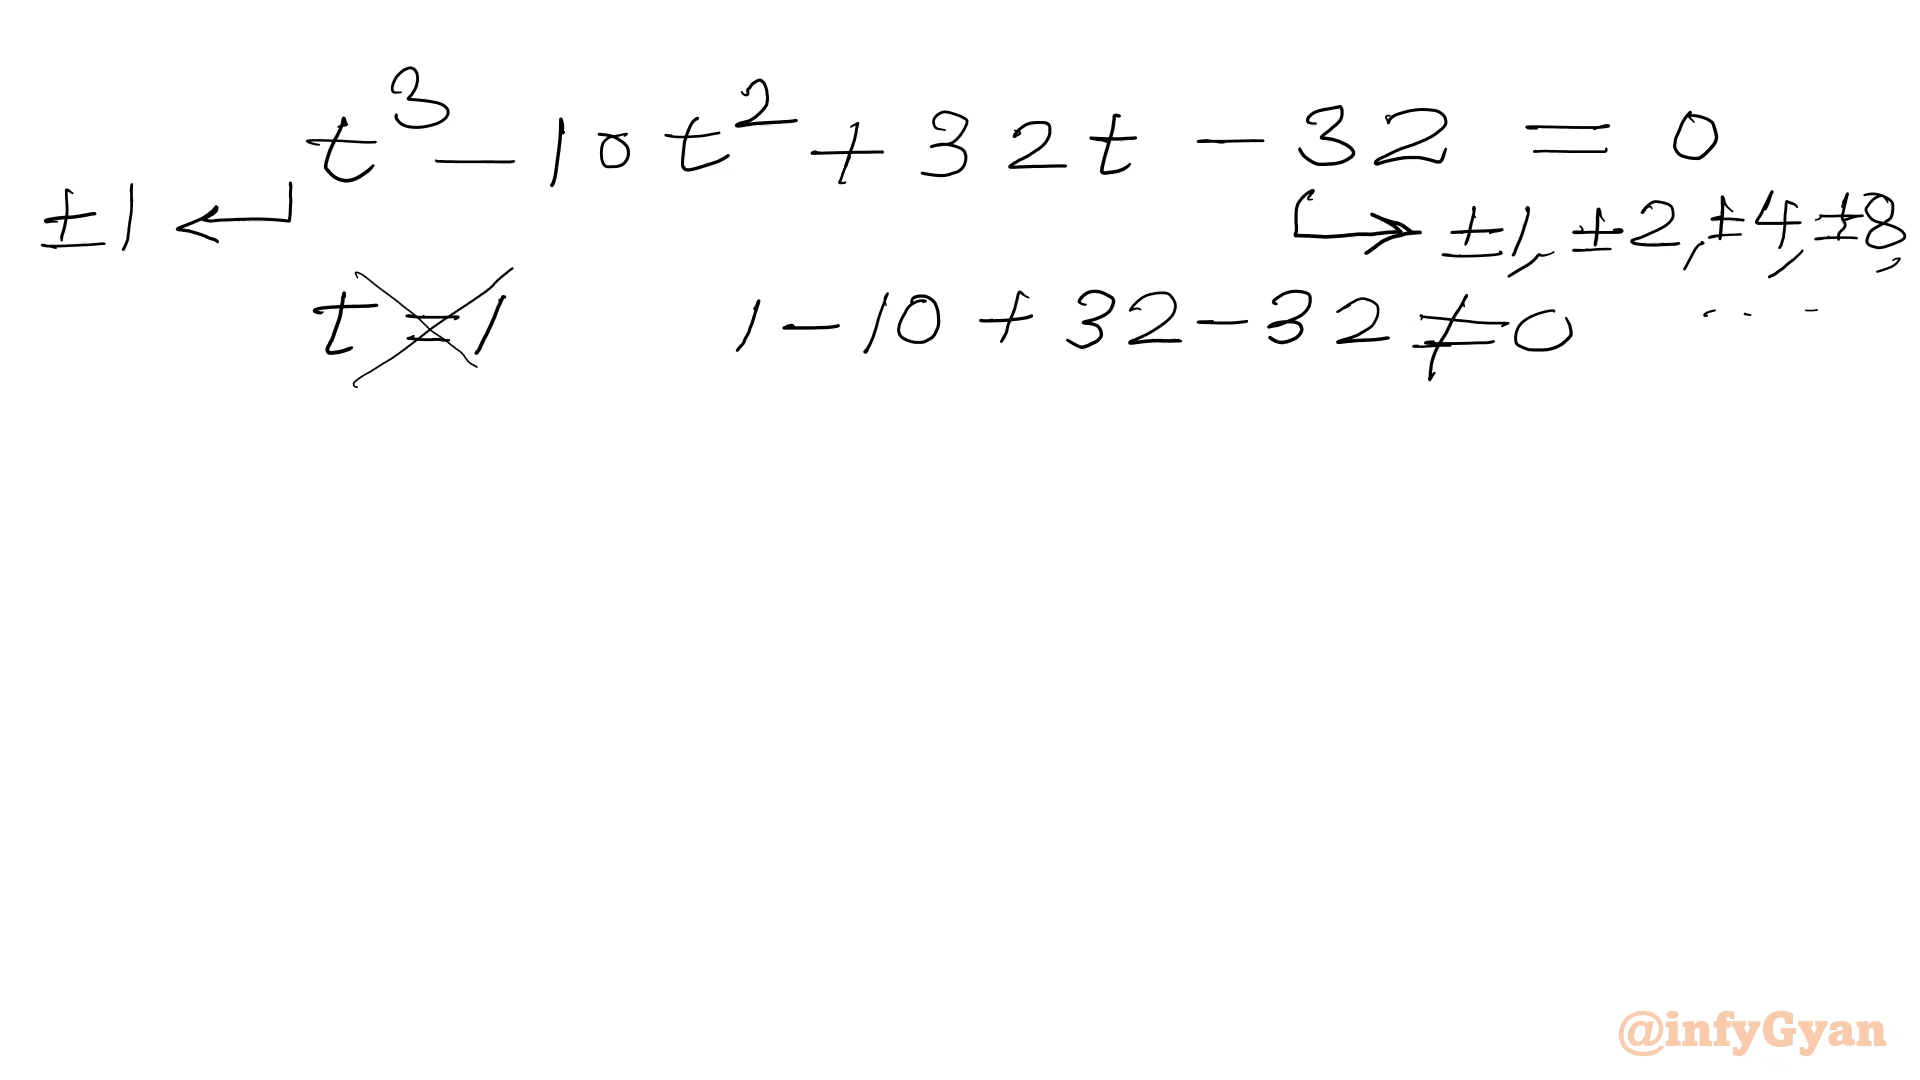 t³ - 10t² + 32t - 32 = 0
±1 ← ↳ ±1, ±2, ±4, ±8,
t = 1 1 - 10 + 32 - 32 ≠ 0 ...
@infyGyan